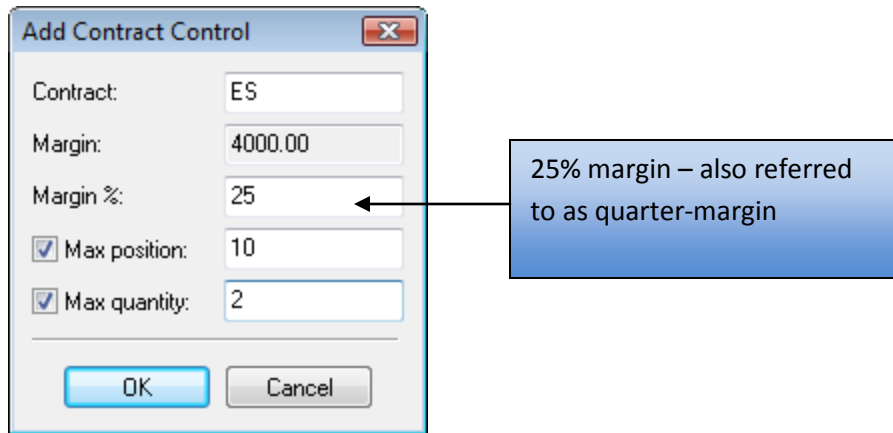 Add Contract Control
Contract: ES
Margin: 4000.00
Margin %: 25
Max position: 10
Max quantity: 2
OK Cancel
25% margin – also referred
to as quarter-margin